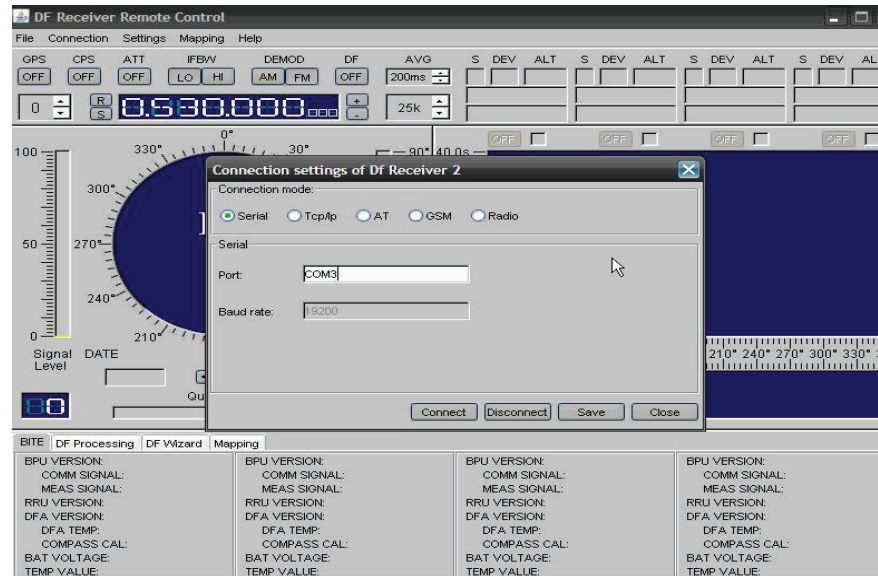 DF Receiver Remote Control
File Connection Settings Mapping Help
GPS CPS ATT IFBW DEMOD DF AVG S DEV ALT S DEV ALT S DEV ALT S DEV AL
OFF OFF OFF LO HI AM FM OFF 200ms
0 R S 0.530.000 + - 25k
0°
OFF OFF OFF OFF
100 330° 30° 90° 40.0s
Connection settings of Df Receiver 2
Connection mode:
300°
Serial Tcp/Ip AT GSM Radio
50 270° Serial
Port: COM3
240°
Baud rate: 19200
0 210°
210° 240° 270° 300° 330°
Signal Level DATE
Qu
Connect Disconnect Save Close
BITE DF Processing DF Wizard Mapping
BPU VERSION: BPU VERSION: BPU VERSION: BPU VERSION:
COMM SIGNAL: COMM SIGNAL: COMM SIGNAL: COMM SIGNAL:
MEAS SIGNAL: MEAS SIGNAL: MEAS SIGNAL: MEAS SIGNAL:
RRU VERSION: RRU VERSION: RRU VERSION: RRU VERSION:
DFA VERSION: DFA VERSION: DFA VERSION: DFA VERSION:
DFA TEMP: DFA TEMP: DFA TEMP: DFA TEMP:
COMPASS CAL: COMPASS CAL: COMPASS CAL: COMPASS CAL:
BAT VOLTAGE: BAT VOLTAGE: BAT VOLTAGE: BAT VOLTAGE:
TEMP VALUE: TEMP VALUE: TEMP VALUE: TEMP VALUE: